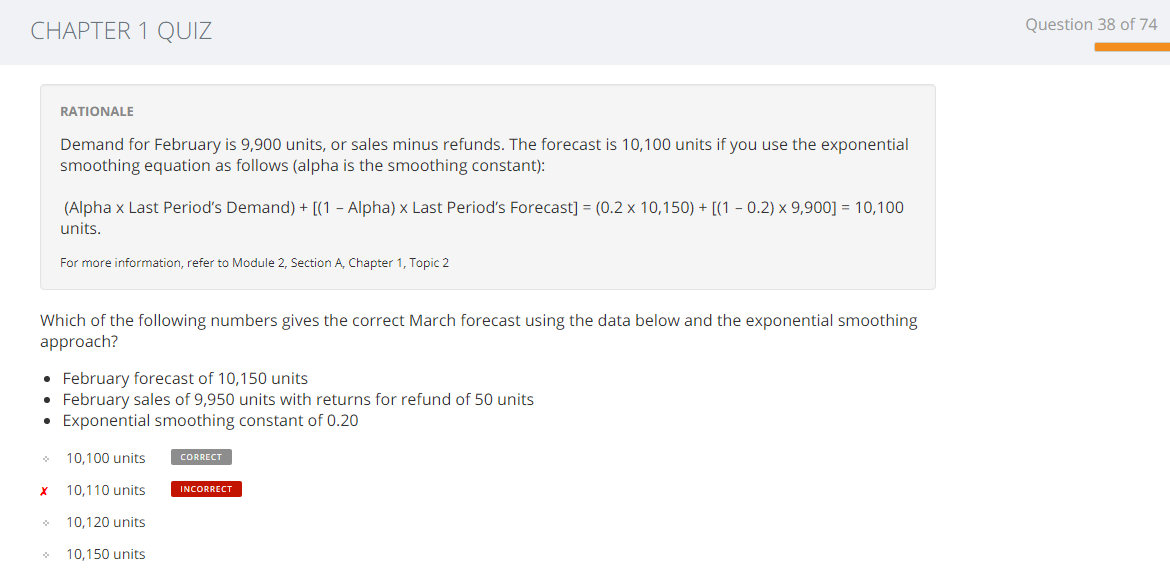 CHAPTER 1 QUIZ
Question 38 of 74
RATIONALE
Demand for February is 9,900 units, or sales minus refunds. The forecast is 10,100 units if you use the exponential
smoothing equation as follows (alpha is the smoothing constant):
(Alpha x Last Period's Demand) + [(1 – Alpha) x Last Period's Forecast] = (0.2 x 10,150) + [(1 – 0.2) x 9,900] = 10,100
units.
For more information, refer to Module 2, Section A, Chapter 1, Topic 2
Which of the following numbers gives the correct March forecast using the data below and the exponential smoothing
approach?
• February forecast of 10,150 units
• February sales of 9,950 units with returns for refund of 50 units
• Exponential smoothing constant of 0.20
10,100 units CORRECT
✗ 10,110 units INCORRECT
10,120 units
10,150 units